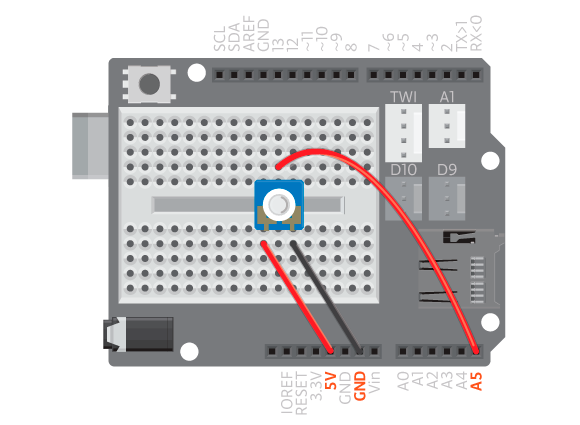 SCL
SDA
AREF
GND
13
12
~11
~10
~9
8
7
~6
~5
4
~3
2
TX>1
RX<0
TWI
A1
D10
D9
IOREF
RESET
3.3V
5V
GND
GND
Vin
A0
A1
A2
A3
A4
A5